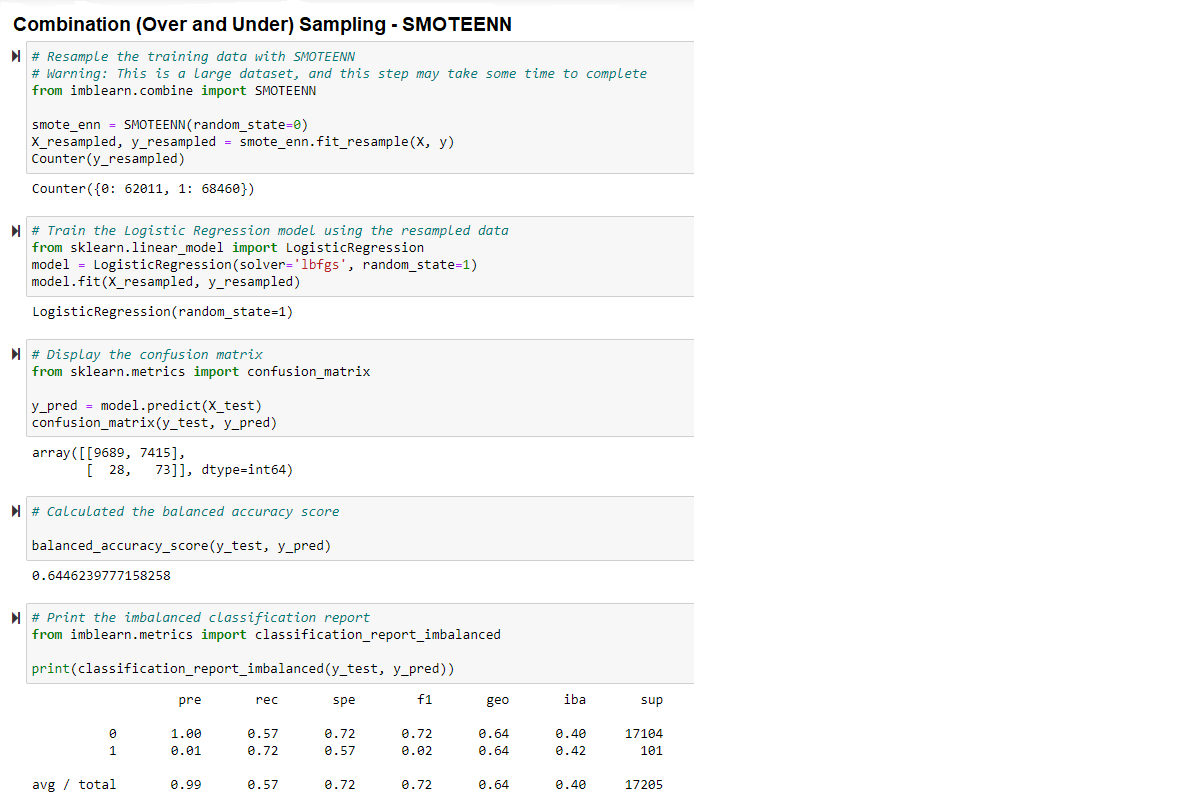 Combination (Over and Under) Sampling - SMOTEENN
# Resample the training data with SMOTEENN
# Warning: This is a large dataset, and this step may take some time to complete
from imblearn.combine import SMOTEENN
smote_enn = SMOTEENN(random_state=0)
X_resampled, y_resampled = smote_enn.fit_resample(X, y)
Counter(y_resampled)
Counter({0: 62011, 1: 68460})
# Train the Logistic Regression model using the resampled data
from sklearn.linear_model import LogisticRegression
model = LogisticRegression(solver='lbfgs', random_state=1)
model.fit(X_resampled, y_resampled)
LogisticRegression(random_state=1)
# Display the confusion matrix
from sklearn.metrics import confusion_matrix
y_pred = model.predict(X_test)
confusion_matrix(y_test, y_pred)
array([[9689, 7415],
[ 28, 73]], dtype=int64)
# Calculated the balanced accuracy score
balanced_accuracy_score(y_test, y_pred)
0.6446239777158258
# Print the imbalanced classification report
from imblearn.metrics import classification_report_imbalanced
print(classification_report_imbalanced(y_test, y_pred))
pre rec spe f1 geo iba sup
0 1.00 0.57 0.72 0.72 0.64 0.40 17104
1 0.01 0.72 0.57 0.02 0.64 0.42 101
avg / total 0.99 0.57 0.72 0.72 0.64 0.40 17205